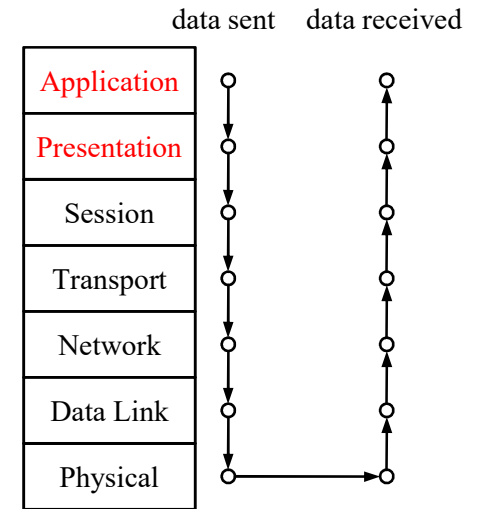 data sent data received
Application
Presentation
Session
Transport
Network
Data Link
Physical